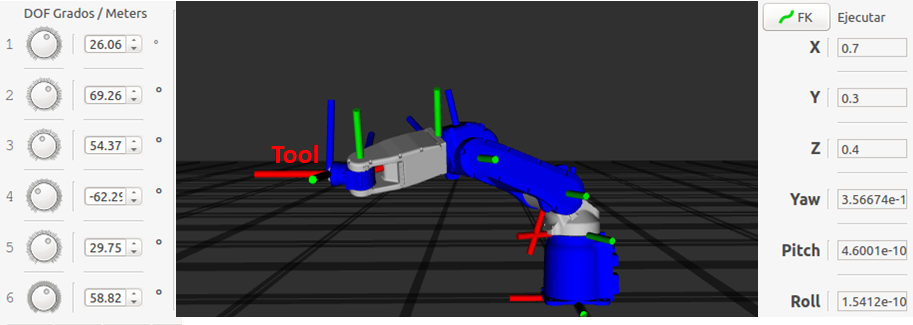 DOF Grados / Meters
1 26.06 °
2 69.26 °
3 54.37 °
4 -62.29 °
5 29.75 °
6 58.82 °
Tool
FK Ejecutar
X 0.7
Y 0.3
Z 0.4
Yaw 3.56674e-1
Pitch 4.6001e-10
Roll 1.5412e-10